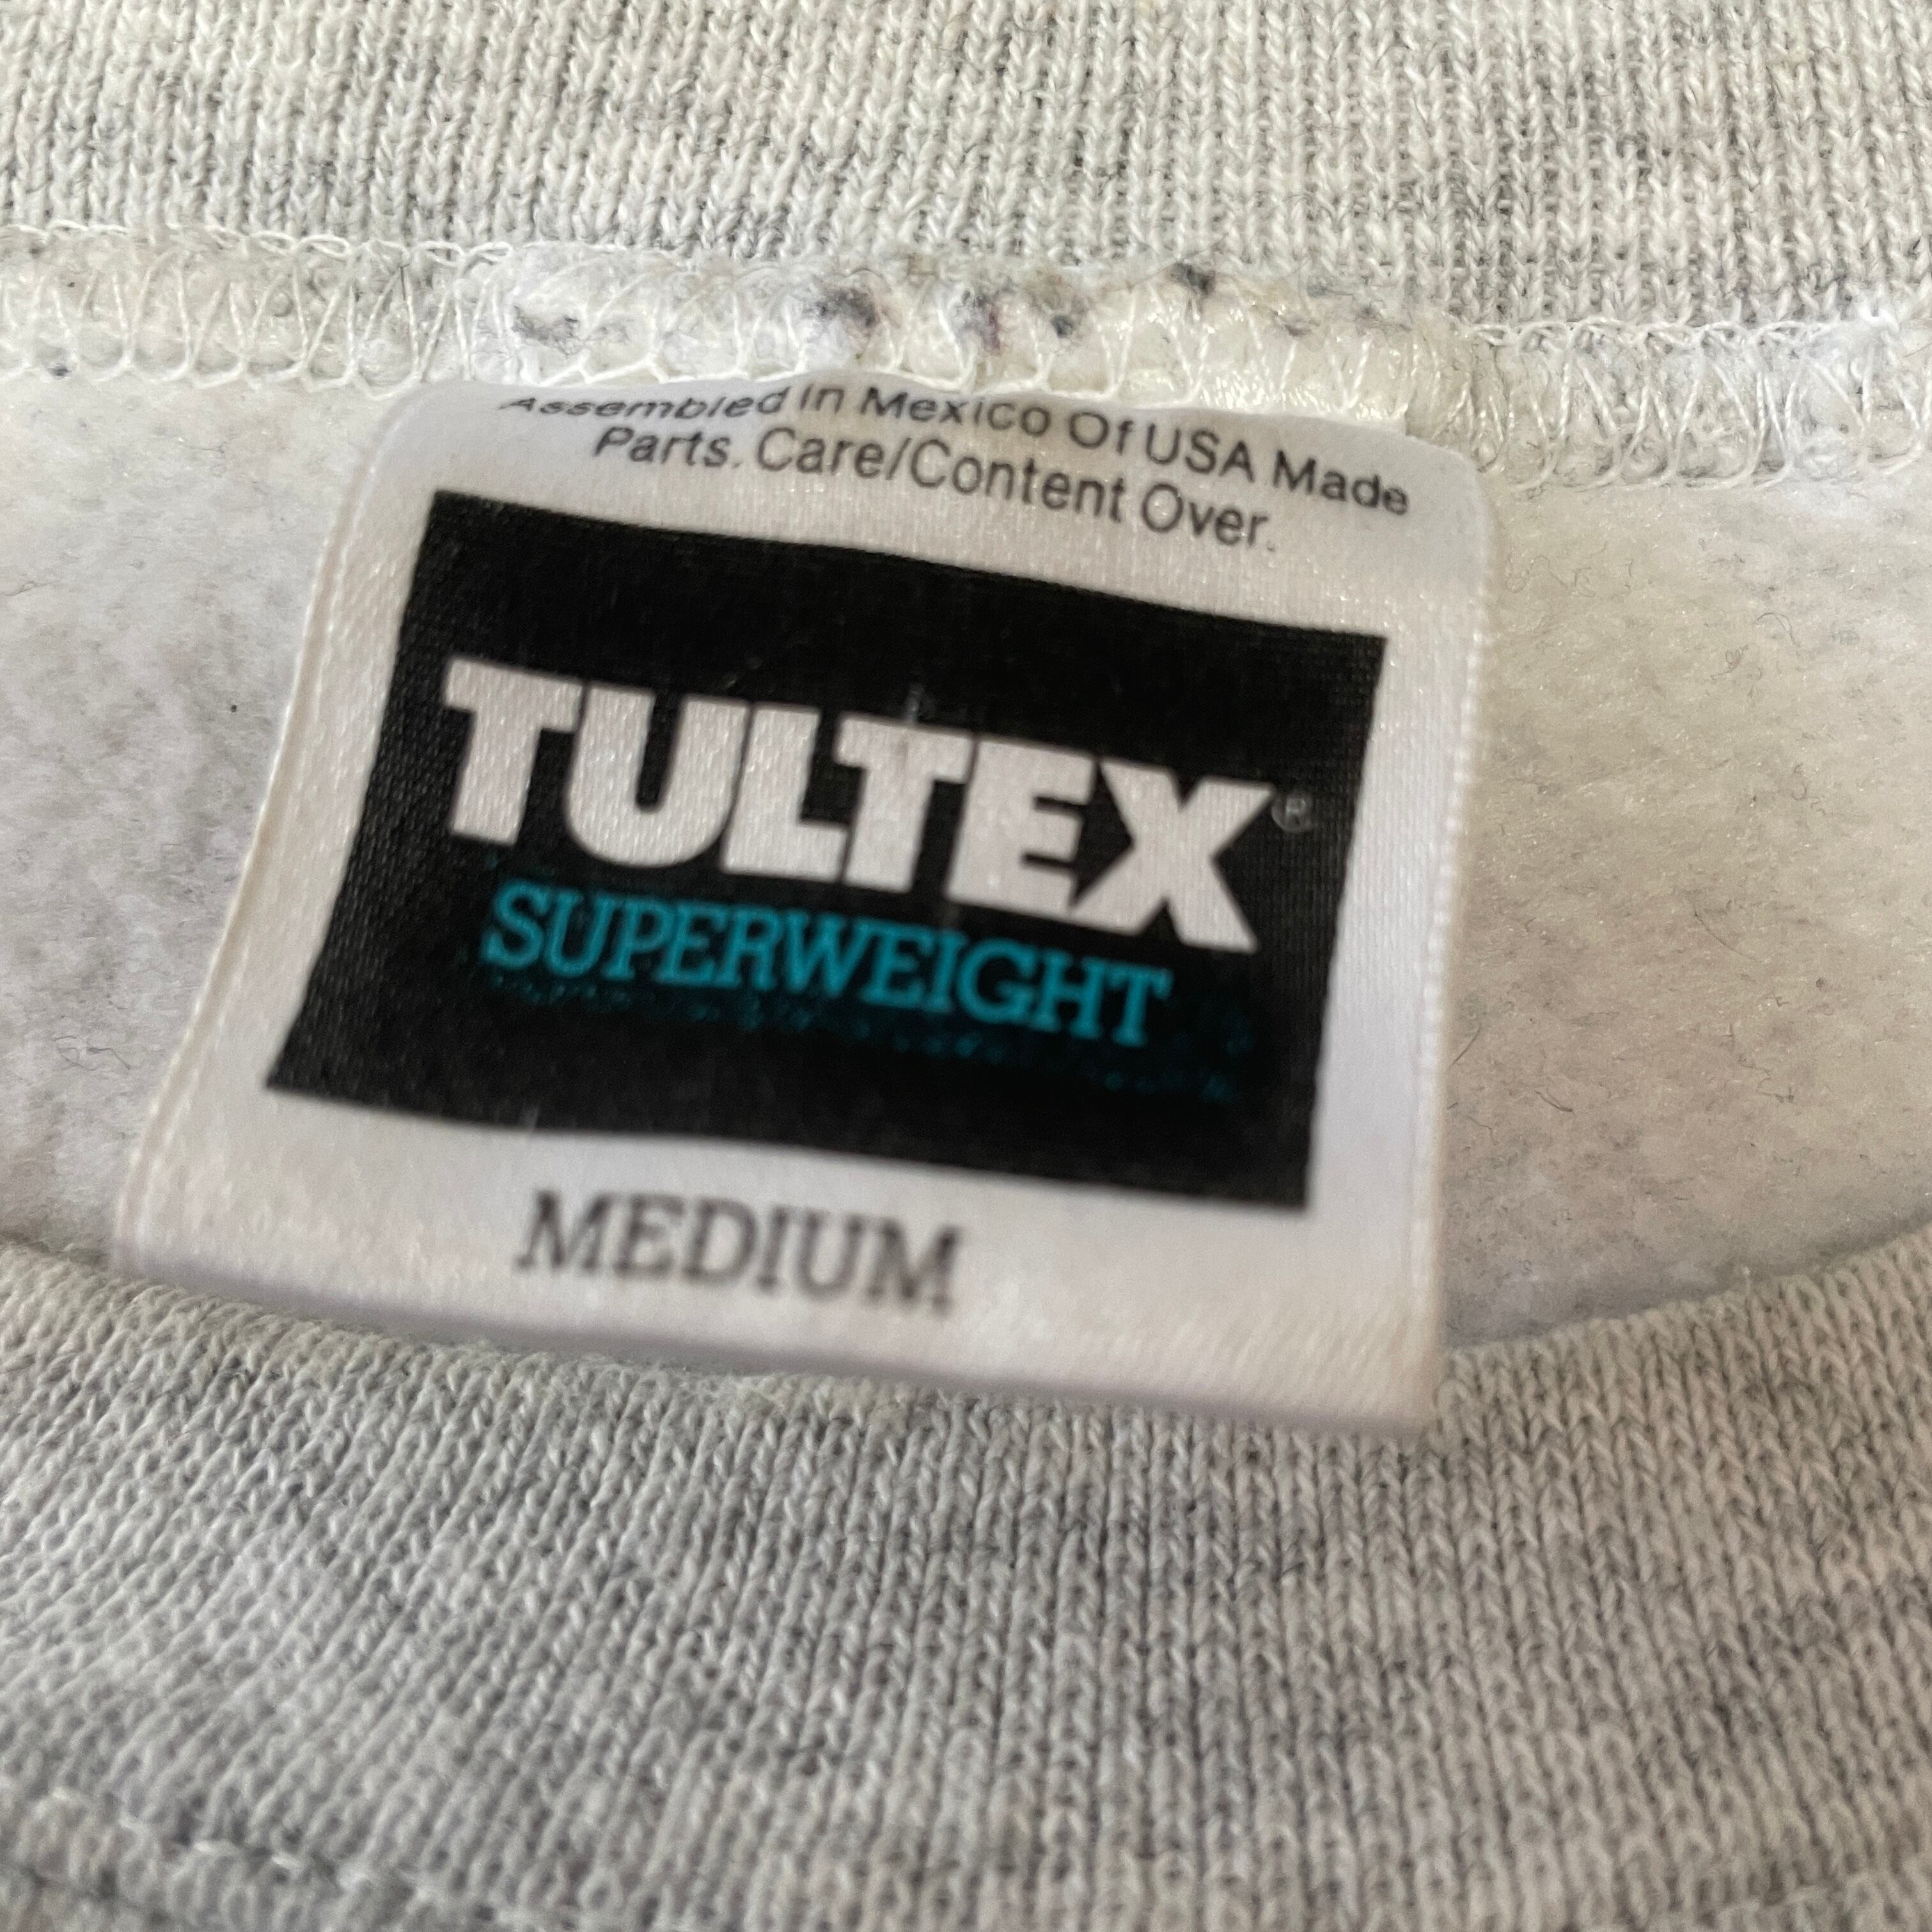 Assembled In Mexico Of USA Made
Parts. Care/Content Over.
TULTEX®
SUPERWEIGHT
MEDIUM